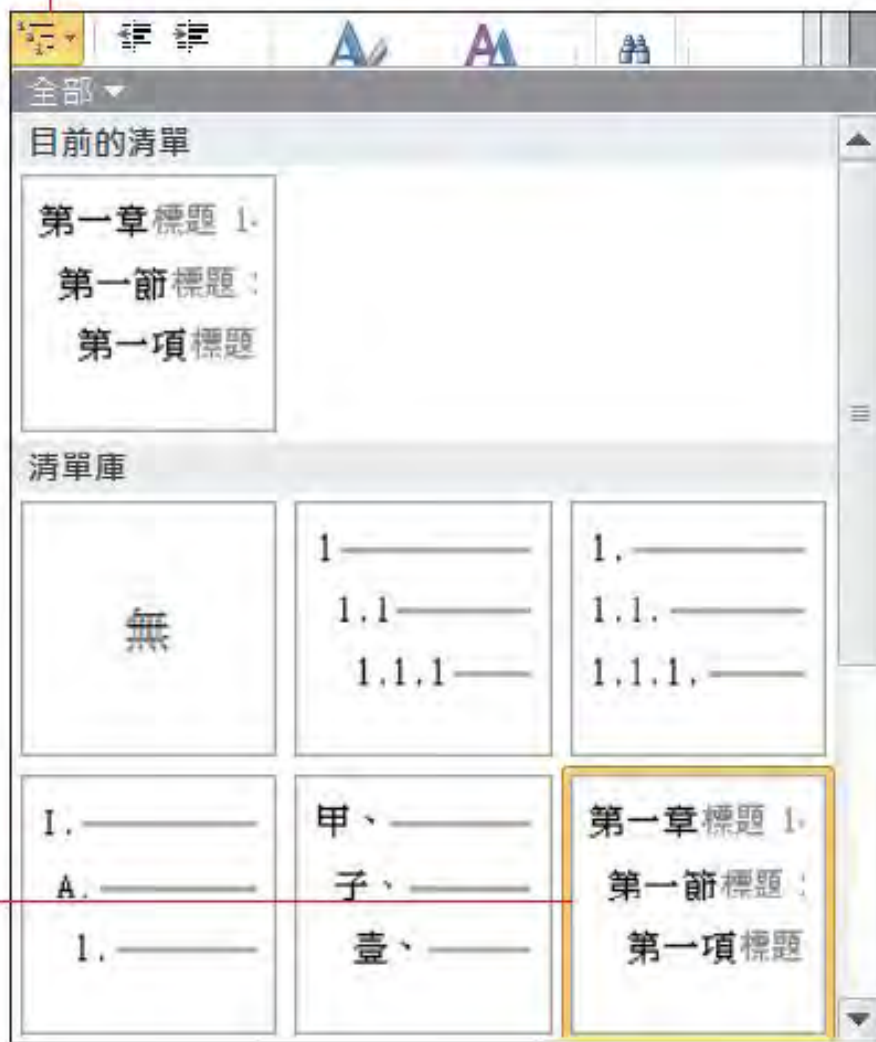 全部
目前的清單
第一章標題 1
第一節標題
第一項標題
清單庫
無
1
1.1
1.1.1
1.
1.1.
1.1.1.
I.
A.
1.
甲、
子、
壹、
第一章標題 1
第一節標題
第一項標題